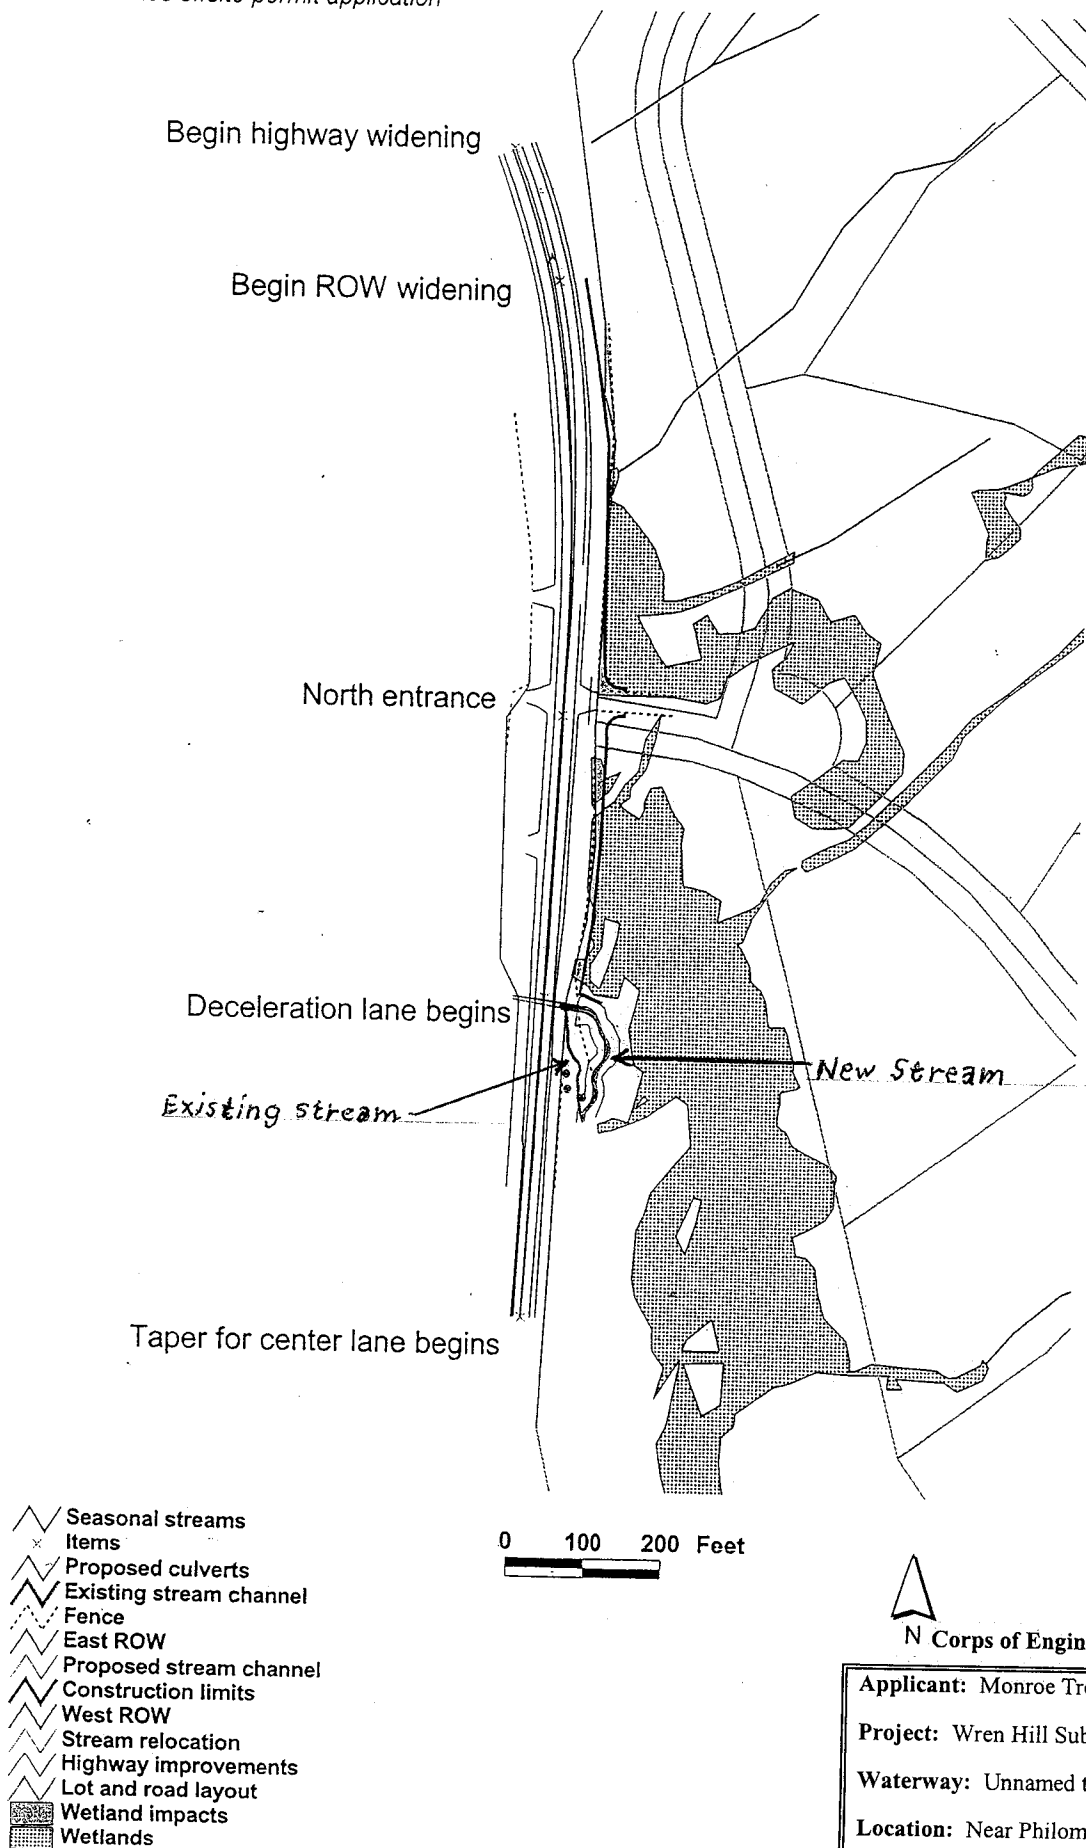 permit application
Begin highway widening
Begin ROW widening
North entrance
Deceleration lane begins
New Stream
Existing stream
Taper for center lane begins
Seasonal streams
Items
Proposed culverts
Existing stream channel
Fence
East ROW
Proposed stream channel
Construction limits
West ROW
Stream relocation
Highway improvements
Lot and road layout
Wetland impacts
Wetlands
0 100 200 Feet
N Corps of Engin
Applicant: Monroe Tr
Project: Wren Hill Sub
Waterway: Unnamed t
Location: Near Philom